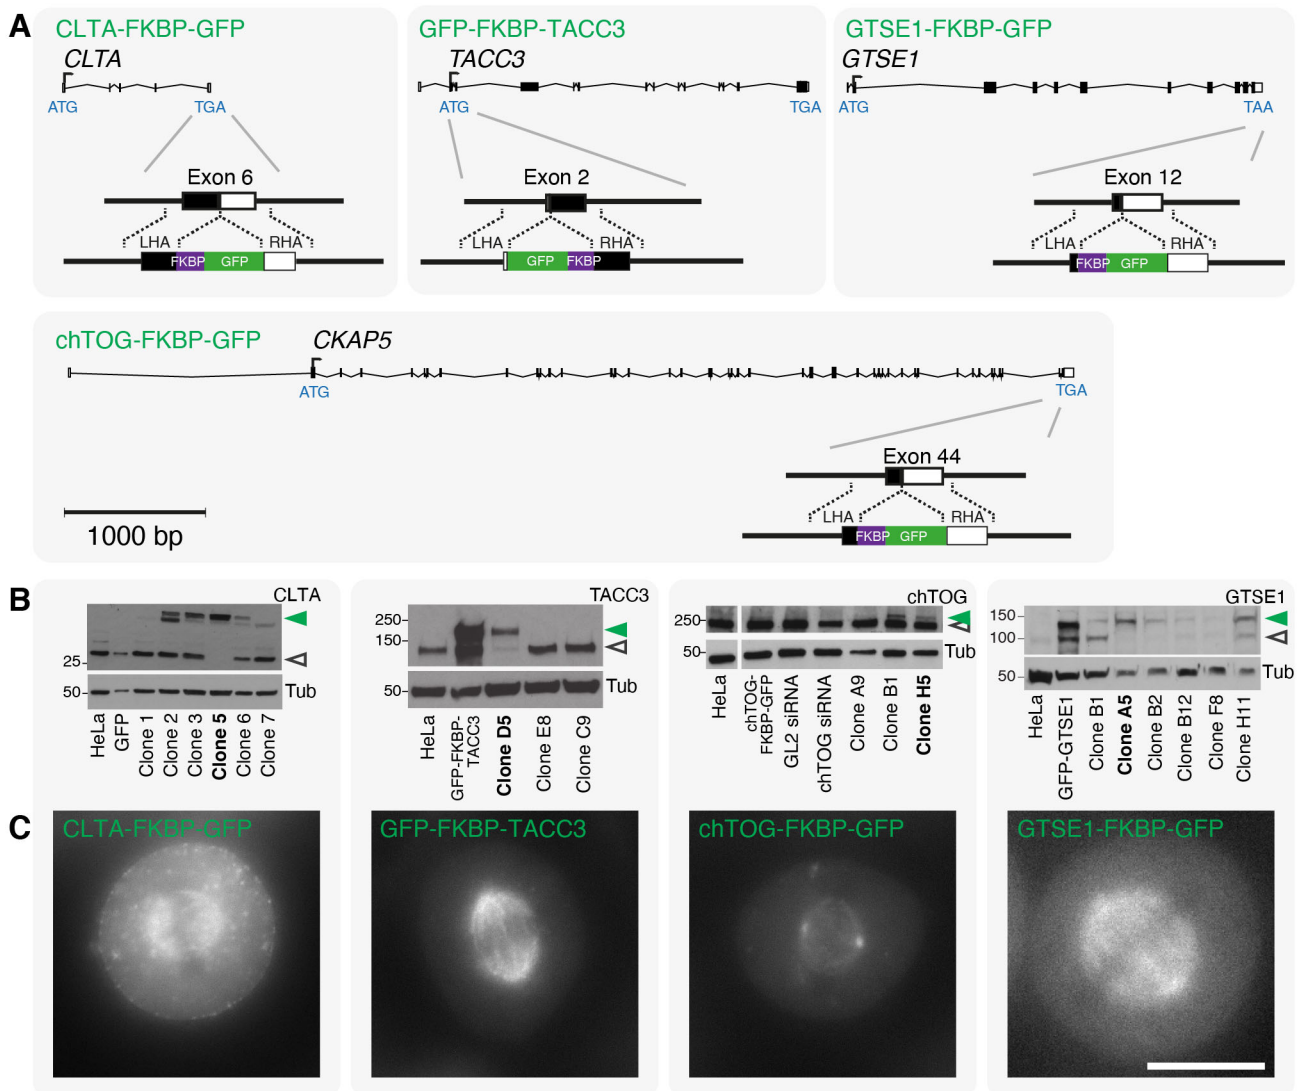 A
CLTA-FKBP-GFP
CLTA
ATG
TGA
Exon 6
LHA
RHA
FKBP
GFP
GFP-FKBP-TACC3
TACC3
ATG
TGA
Exon 2
LHA
RHA
GFP
FKBP
GTSE1-FKBP-GFP
GTSE1
ATG
TAA
Exon 12
LHA
RHA
FKBP
GFP
chTOG-FKBP-GFP
CKAP5
ATG
TGA
Exon 44
LHA
RHA
FKBP
GFP
1000 bp
B
CLTA
25
50
Tub
HeLa
GFP
Clone 1
Clone 2
Clone 3
Clone 5
Clone 6
Clone 7
TACC3
250
150
50
Tub
HeLa
GFP-FKBP-
TACC3
Clone D5
Clone E8
Clone C9
chTOG
250
50
Tub
HeLa
chTOG-
FKBP-GFP
GL2 siRNA
chTOG siRNA
Clone A9
Clone B1
Clone H5
GTSE1
150
100
50
Tub
HeLa
GFP-GTSE1
Clone B1
Clone A5
Clone B2
Clone B12
Clone F8
Clone H11
C
CLTA-FKBP-GFP
GFP-FKBP-TACC3
chTOG-FKBP-GFP
GTSE1-FKBP-GFP